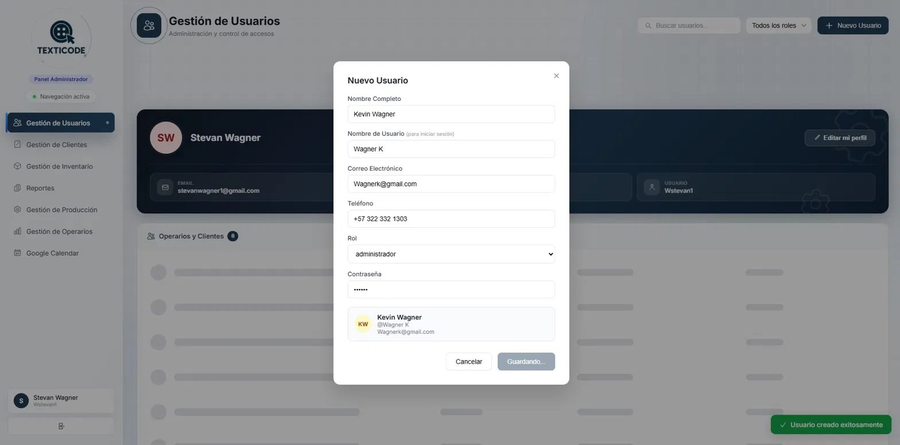 TEXTICODE
Panel Administrador
Navegación activa
Gestión de Usuarios
Gestión de Clientes
Gestión de Inventario
Reportes
Gestión de Producción
Gestión de Operarios
Google Calendar
Stevan Wagner
Wstevan1
Gestión de Usuarios
Administración y control de accesos
Buscar usuarios...
Todos los roles
Nuevo Usuario
SW
Stevan Wagner
Editar mi perfil
EMAIL
stevanwagner1@gmail.com
USUARIO
Wstevan1
Operarios y Clientes 6
Nuevo Usuario
Nombre Completo
Kevin Wagner
Nombre de Usuario (para iniciar sesión)
Wagner K
Correo Electrónico
Wagnerk@gmail.com
Teléfono
+57 322 332 1303
Rol
administrador
Contraseña
••••••
KW
Kevin Wagner
@Wagner K
Wagnerk@gmail.com
Cancelar
Guardando...
S
Usuario creado exitosamente